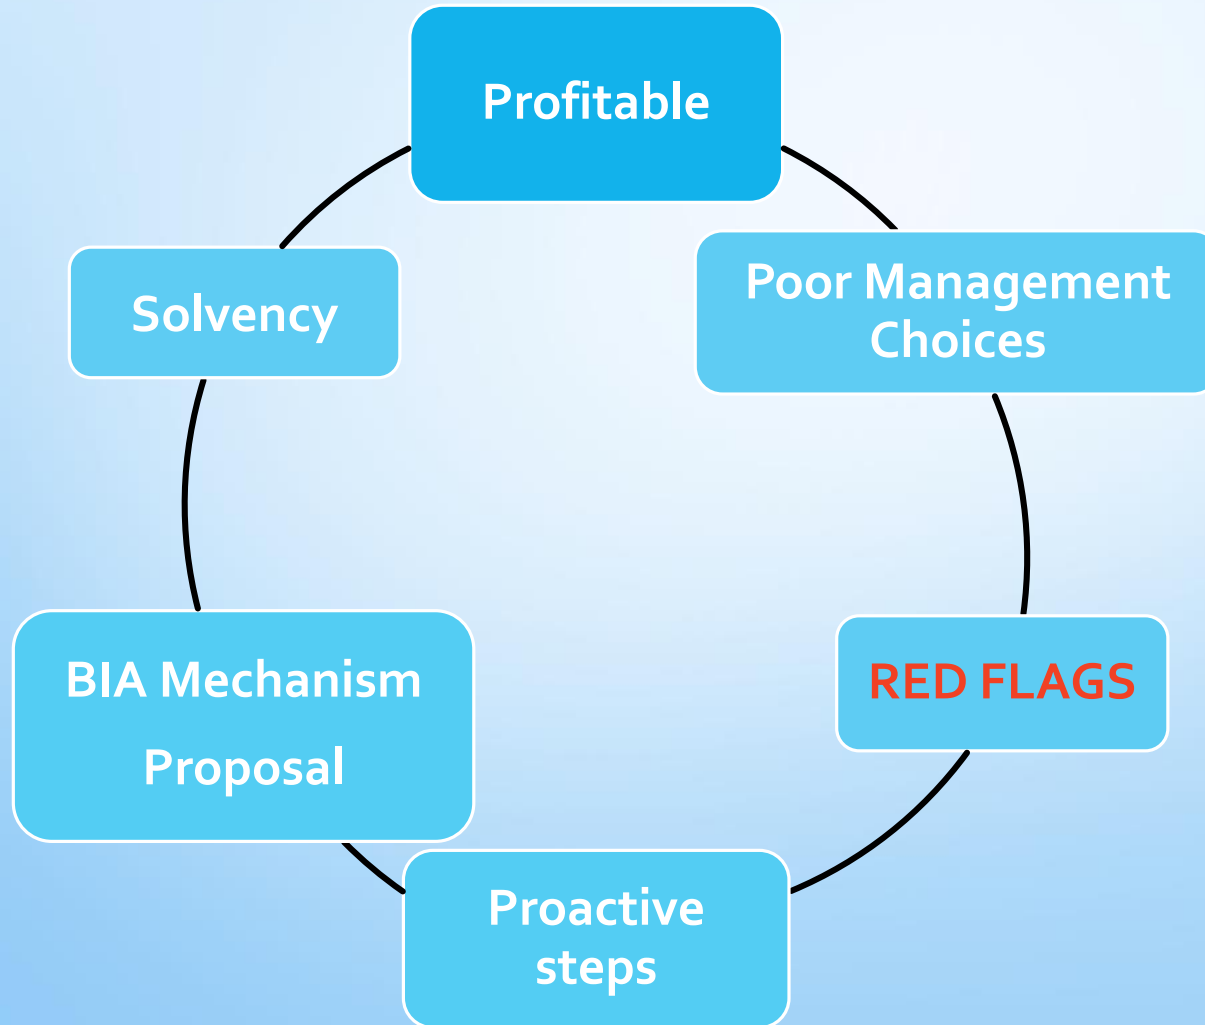 Profitable
Poor Management
Choices
RED FLAGS
Proactive
steps
BIA Mechanism
Proposal
Solvency